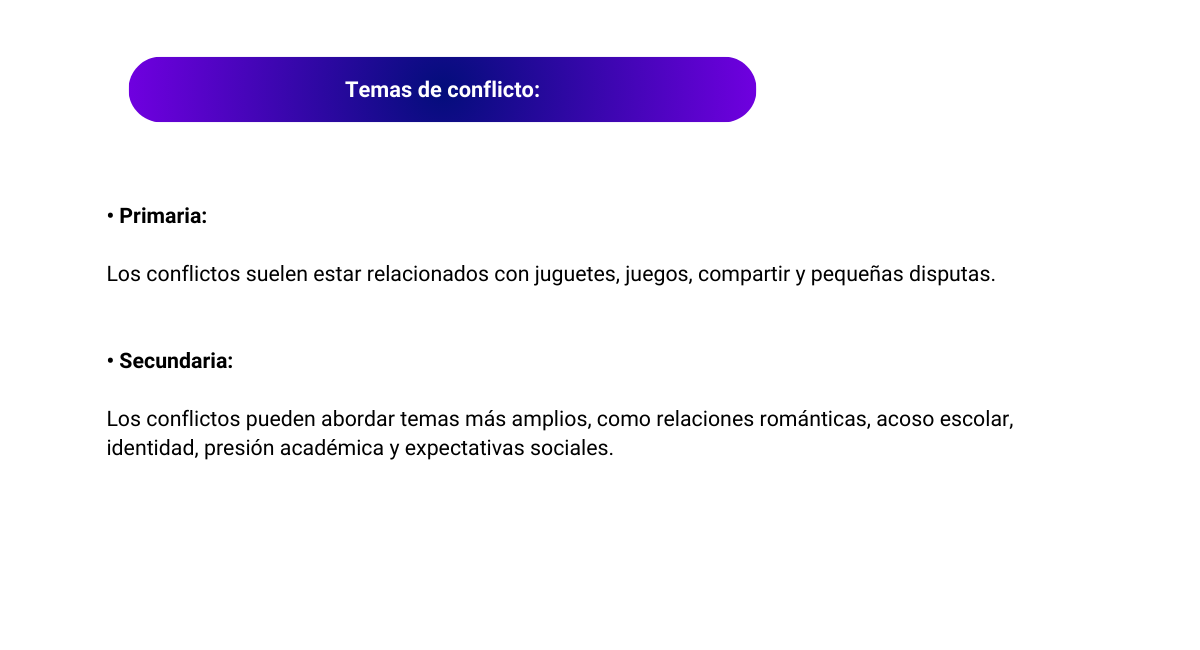 Temas de conflicto:
• Primaria:
Los conflictos suelen estar relacionados con juguetes, juegos, compartir y pequeñas disputas.
• Secundaria:
Los conflictos pueden abordar temas más amplios, como relaciones románticas, acoso escolar,
identidad, presión académica y expectativas sociales.